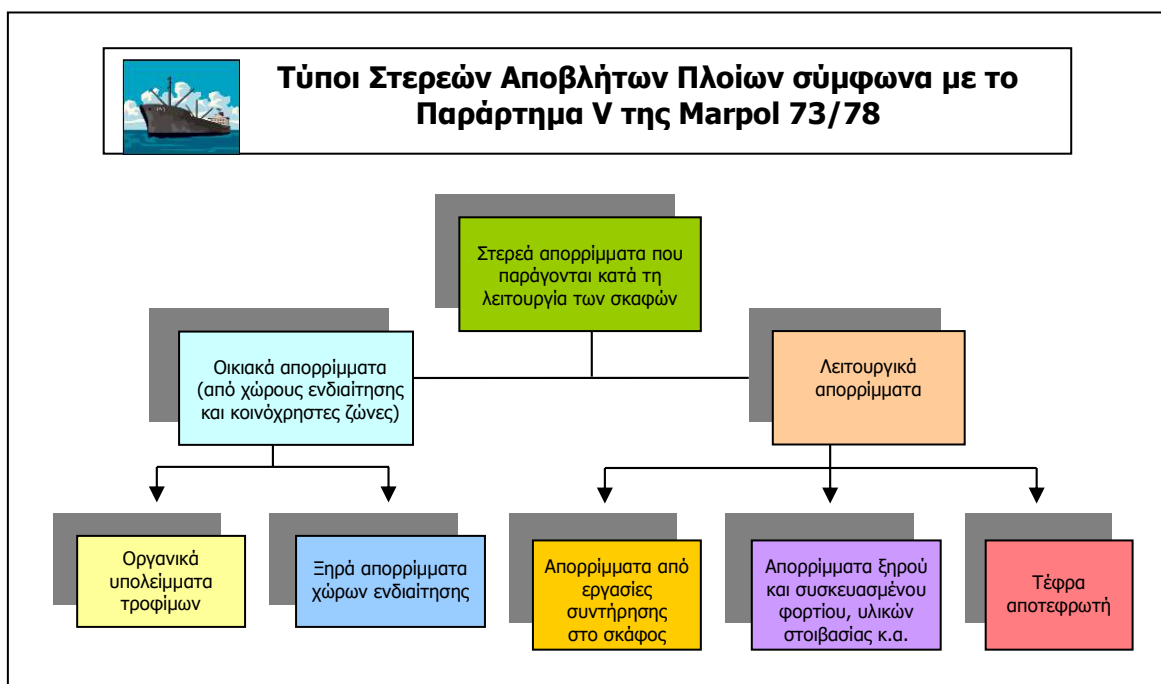 Τύποι Στερεών Αποβλήτων Πλοίων σύμφωνα με το
Παράρτημα V της Marpol 73/78
Στερεά απορρίμματα που
παράγονται κατά τη
λειτουργία των σκαφών
Οικιακά απορρίμματα
(από χώρους ενδιαίτησης
και κοινόχρηστες ζώνες)
Λειτουργικά
απορρίμματα
Οργανικά
υπολείμματα
τροφίμων
Ξηρά απορρίμματα
χώρων ενδιαίτησης
Απορρίμματα από
εργασίες
συντήρησης
στο σκάφος
Απορρίμματα ξηρού
και συσκευασμένου
φορτίου, υλικών
στοιβασίας κ.α.
Τέφρα
αποτεφρωτή